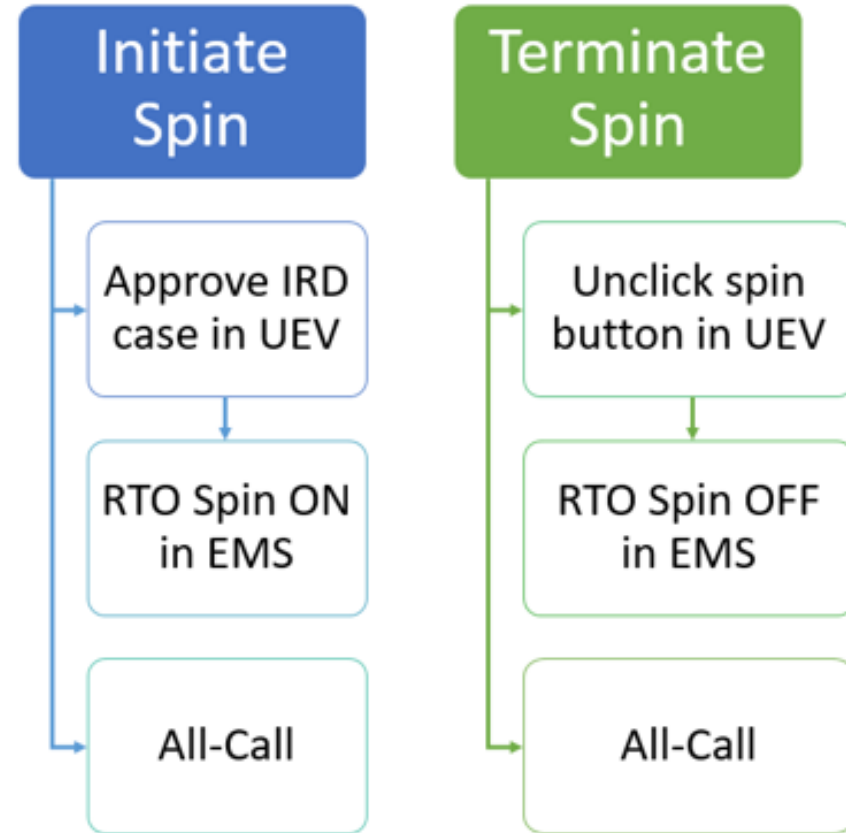 Initiate
Spin
Approve IRD
case in UEV
RTO Spin ON
in EMS
All-Call
Terminate
Spin
Unclick spin
button in UEV
RTO Spin OFF
in EMS
All-Call